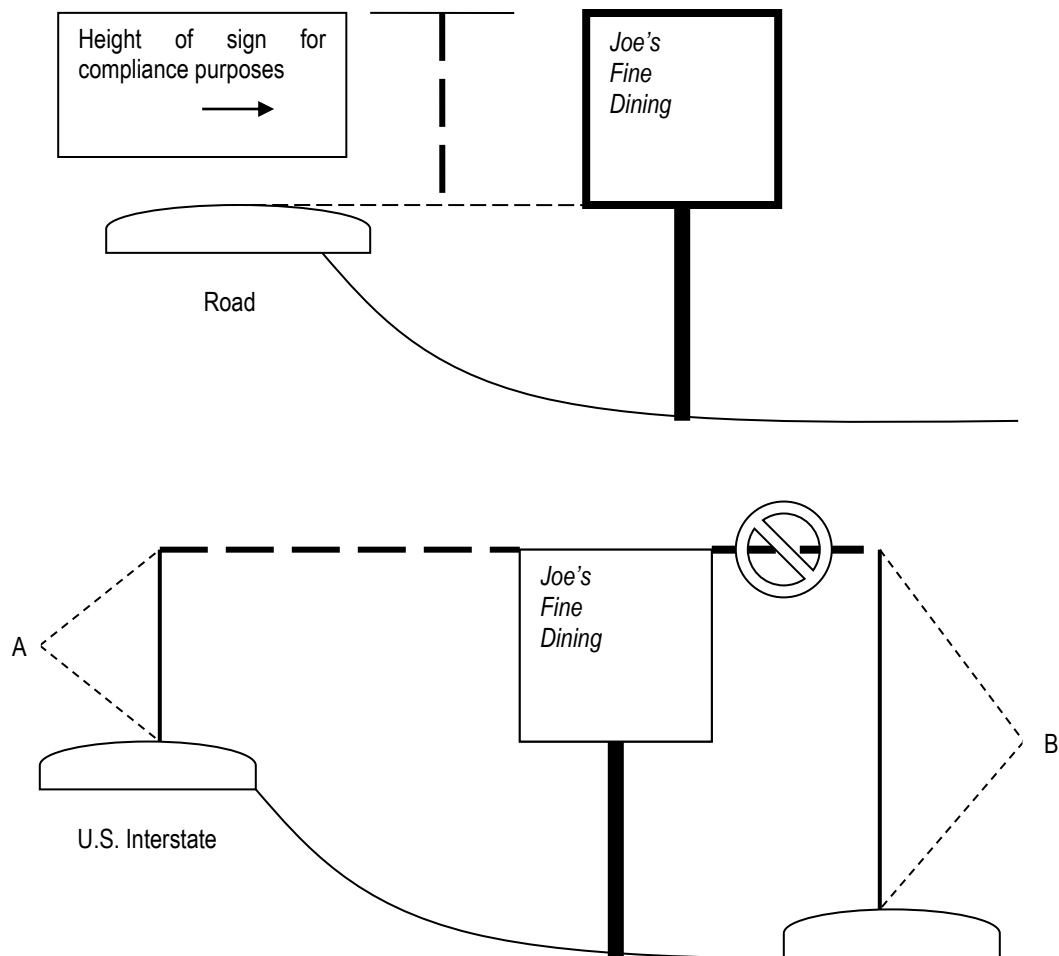 Height of sign for
compliance purposes
Joe's
Fine
Dining
Road
Joe's
Fine
Dining
A
B
U.S. Interstate